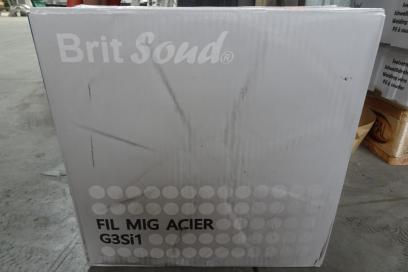 Brit Soud®
FIL MIG ACIER
G3Si1